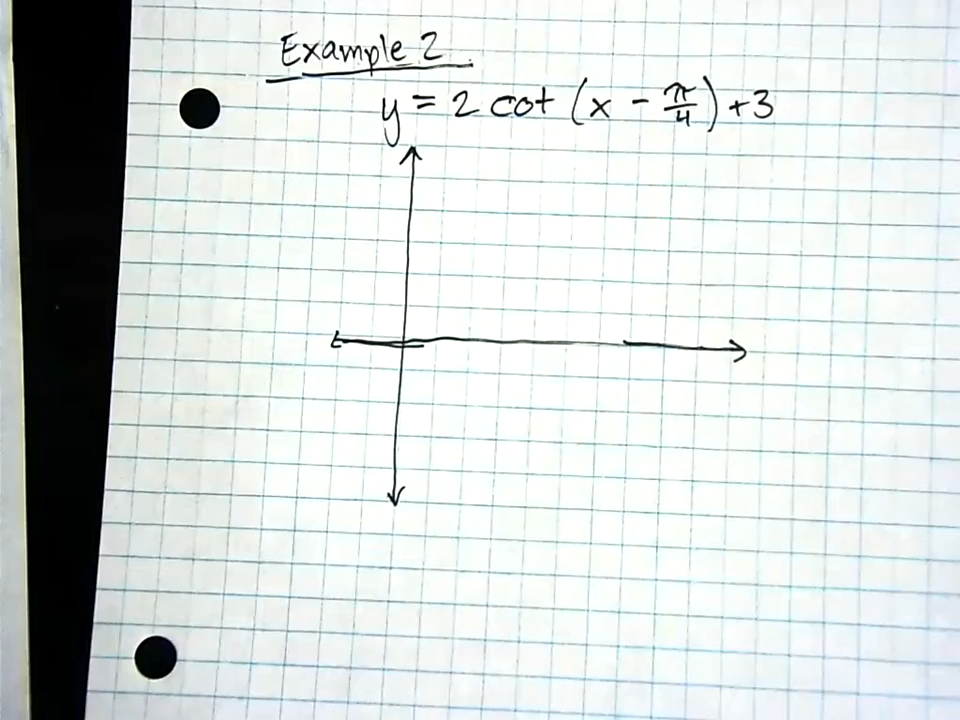 Example 2
y = 2 cot (x - π/4) + 3